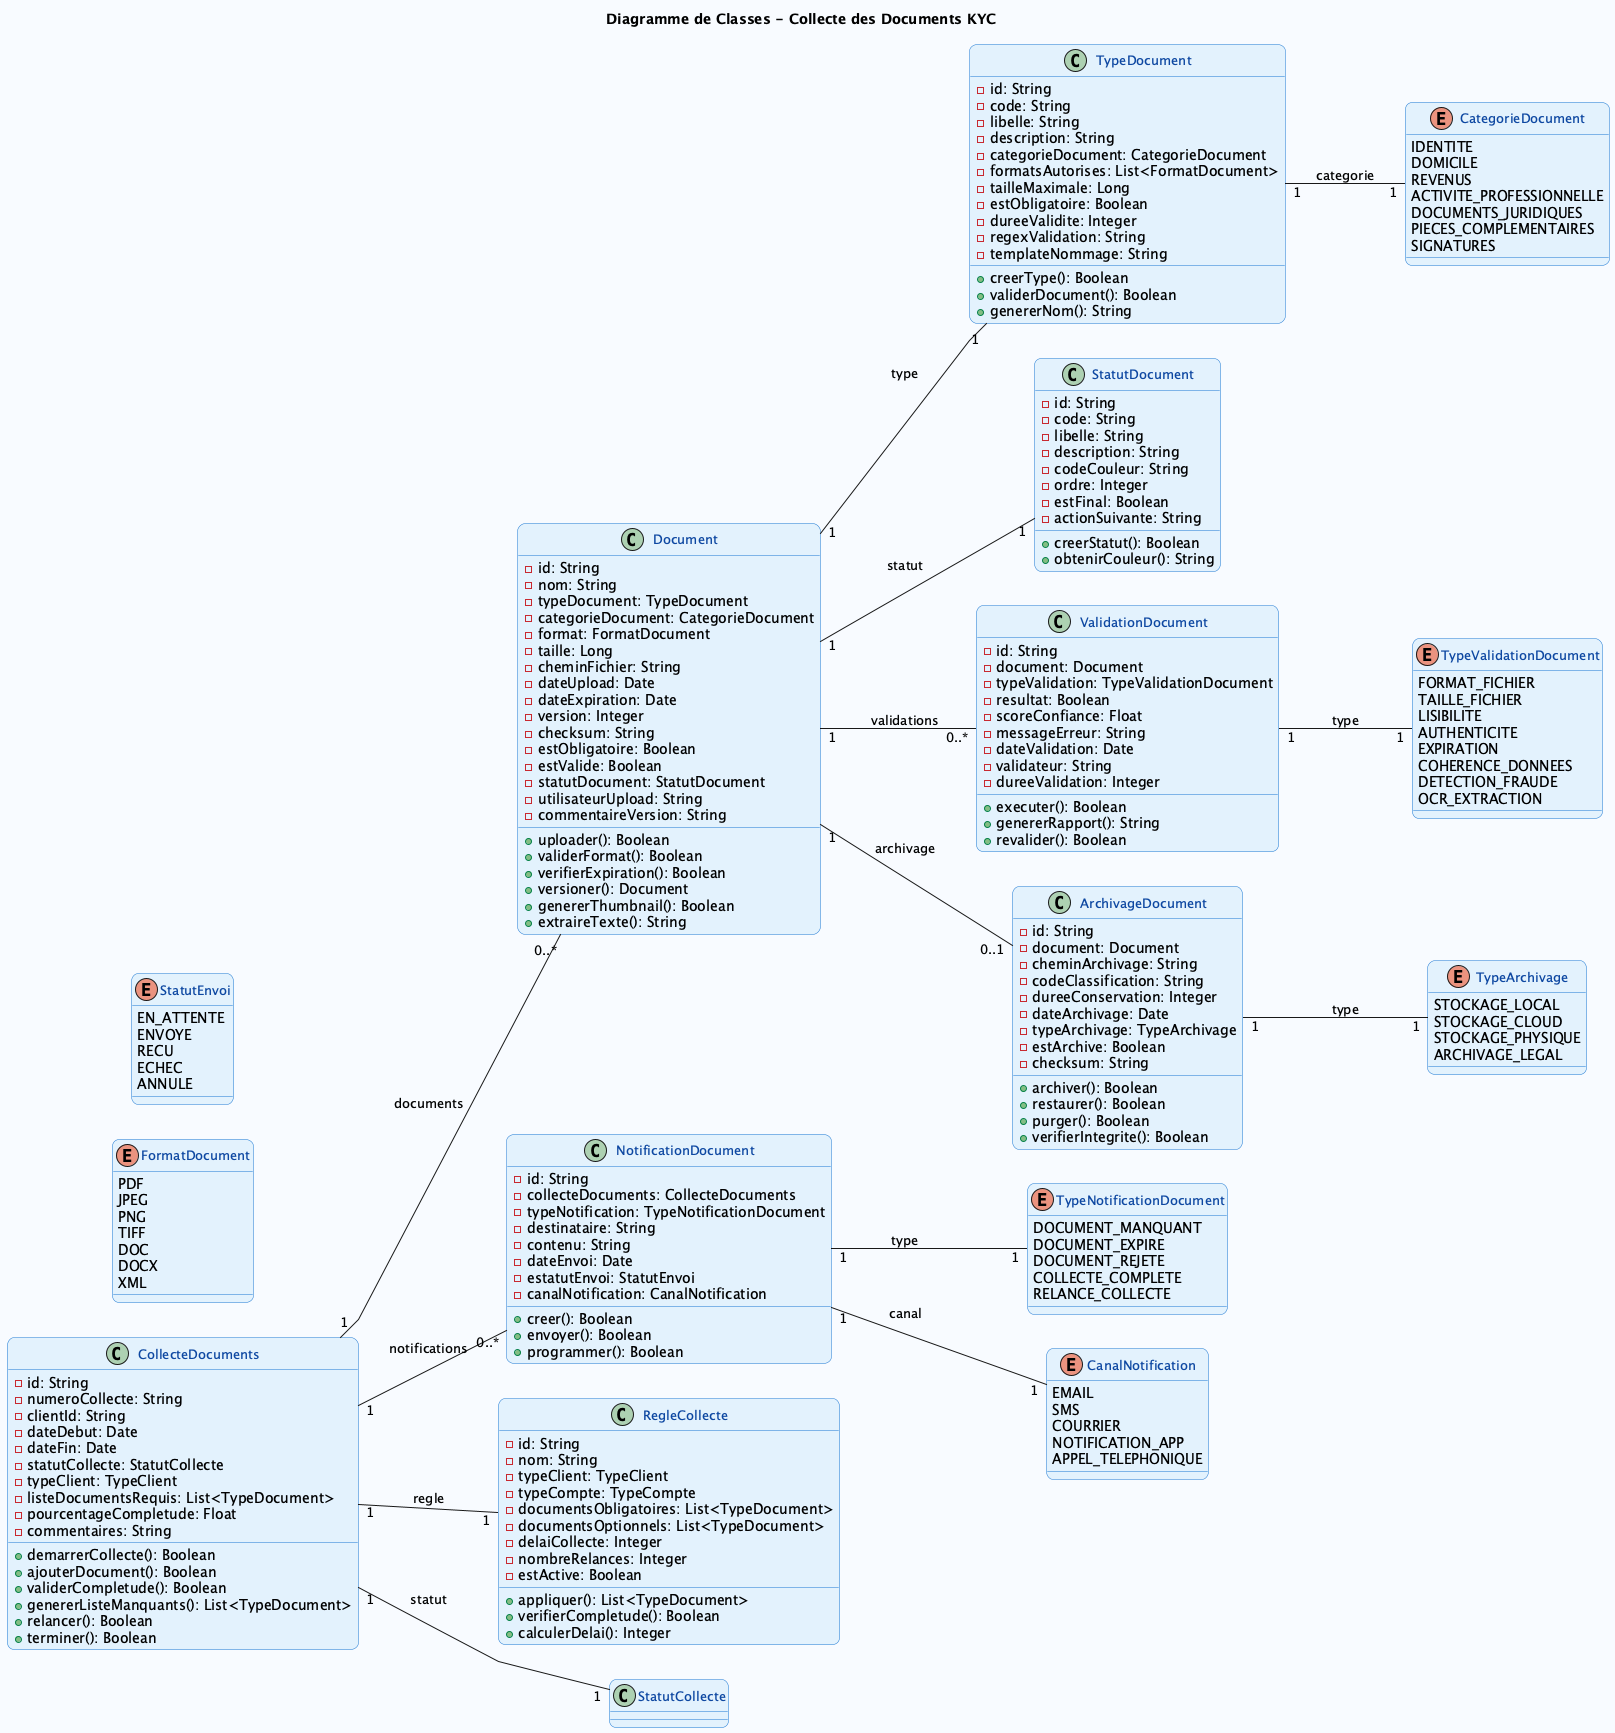 Diagramme de Classes - Collecte des Documents KYC
TypeDocument
id: String
code: String
libelle: String
description: String
categorieDocument: CategorieDocument
formatsAutorises: List<FormatDocument>
tailleMaximale: Long
estObligatoire: Boolean
dureeValidite: Integer
regexValidation: String
templateNommage: String
creerType(): Boolean
validerDocument(): Boolean
genererNom(): String
categorie
1
1
CategorieDocument
IDENTITE
DOMICILE
REVENUS
ACTIVITE_PROFESSIONNELLE
DOCUMENTS_JURIDIQUES
PIECES_COMPLEMENTAIRES
SIGNATURES
1
type
1
StatutDocument
id: String
code: String
libelle: String
description: String
codeCouleur: String
ordre: Integer
estFinal: Boolean
actionSuivante: String
creerStatut(): Boolean
obtenirCouleur(): String
1
statut
1
Document
id: String
nom: String
typeDocument: TypeDocument
categorieDocument: CategorieDocument
format: FormatDocument
taille: Long
cheminFichier: String
dateUpload: Date
dateExpiration: Date
version: Integer
checksum: String
estObligatoire: Boolean
estValide: Boolean
statutDocument: StatutDocument
utilisateurUpload: String
commentaireVersion: String
uploader(): Boolean
validerFormat(): Boolean
verifierExpiration(): Boolean
versioner(): Document
genererThumbnail(): Boolean
extraireTexte(): String
validations
1
0..*
ValidationDocument
id: String
document: Document
typeValidation: TypeValidationDocument
resultat: Boolean
scoreConfiance: Float
messageErreur: String
dateValidation: Date
validateur: String
dureeValidation: Integer
executer(): Boolean
genererRapport(): String
revalider(): Boolean
type
1
1
TypeValidationDocument
FORMAT_FICHIER
TAILLE_FICHIER
LISIBILITE
AUTHENTICITE
EXPIRATION
COHERENCE_DONNEES
DETECTION_FRAUDE
OCR_EXTRACTION
1
archivage
0..1
ArchivageDocument
id: String
document: Document
cheminArchivage: String
codeClassification: String
dureeConservation: Integer
dateArchivage: Date
typeArchivage: TypeArchivage
estArchive: Boolean
checksum: String
archiver(): Boolean
restaurer(): Boolean
purger(): Boolean
verifierIntegrite(): Boolean
type
1
1
TypeArchivage
STOCKAGE_LOCAL
STOCKAGE_CLOUD
STOCKAGE_PHYSIQUE
ARCHIVAGE_LEGAL
0..*
documents
1
StatutEnvoi
EN_ATTENTE
ENVOYE
RECU
ECHEC
ANNULE
FormatDocument
PDF
JPEG
PNG
TIFF
DOC
DOCX
XML
NotificationDocument
id: String
collecteDocuments: CollecteDocuments
typeNotification: TypeNotificationDocument
destinataire: String
contenu: String
dateEnvoi: Date
estatutEnvoi: StatutEnvoi
canalNotification: CanalNotification
creer(): Boolean
envoyer(): Boolean
programmer(): Boolean
type
1
1
TypeNotificationDocument
DOCUMENT_MANQUANT
DOCUMENT_EXPIRE
DOCUMENT_REJETE
COLLECTE_COMPLETE
RELANCE_COLLECTE
canal
1
1
CanalNotification
EMAIL
SMS
COURRIER
NOTIFICATION_APP
APPEL_TELEPHONIQUE
CollecteDocuments
id: String
numeroCollecte: String
clientId: String
dateDebut: Date
dateFin: Date
statutCollecte: StatutCollecte
typeClient: TypeClient
listeDocumentsRequis: List<TypeDocument>
pourcentageCompletude: Float
commentaires: String
demarrerCollecte(): Boolean
ajouterDocument(): Boolean
validerCompletude(): Boolean
genererListeManquants(): List<TypeDocument>
relancer(): Boolean
terminer(): Boolean
notifications
0..*
1
regle
1
1
RegleCollecte
id: String
nom: String
typeClient: TypeClient
typeCompte: TypeCompte
documentsObligatoires: List<TypeDocument>
documentsOptionnels: List<TypeDocument>
delaiCollecte: Integer
nombreRelances: Integer
estActive: Boolean
appliquer(): List<TypeDocument>
verifierCompletude(): Boolean
calculerDelai(): Integer
1
statut
1
StatutCollecte